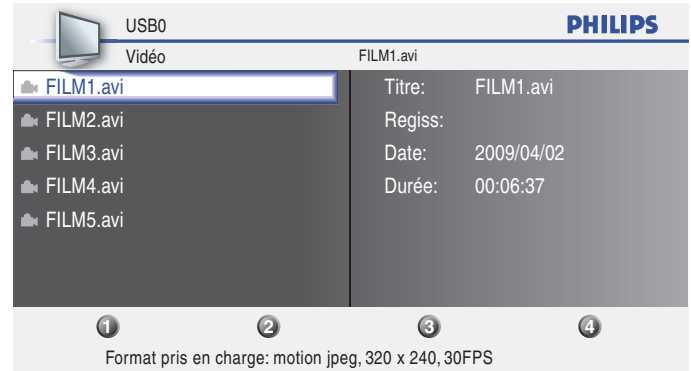 USB0
PHILIPS
Vidéo
FILM1.avi
FILM1.avi
FILM2.avi
FILM3.avi
FILM4.avi
FILM5.avi
Titre: FILM1.avi
Regiss:
Date: 2009/04/02
Durée: 00:06:37
1 2 3 4
Format pris en charge: motion jpeg, 320 x 240, 30FPS